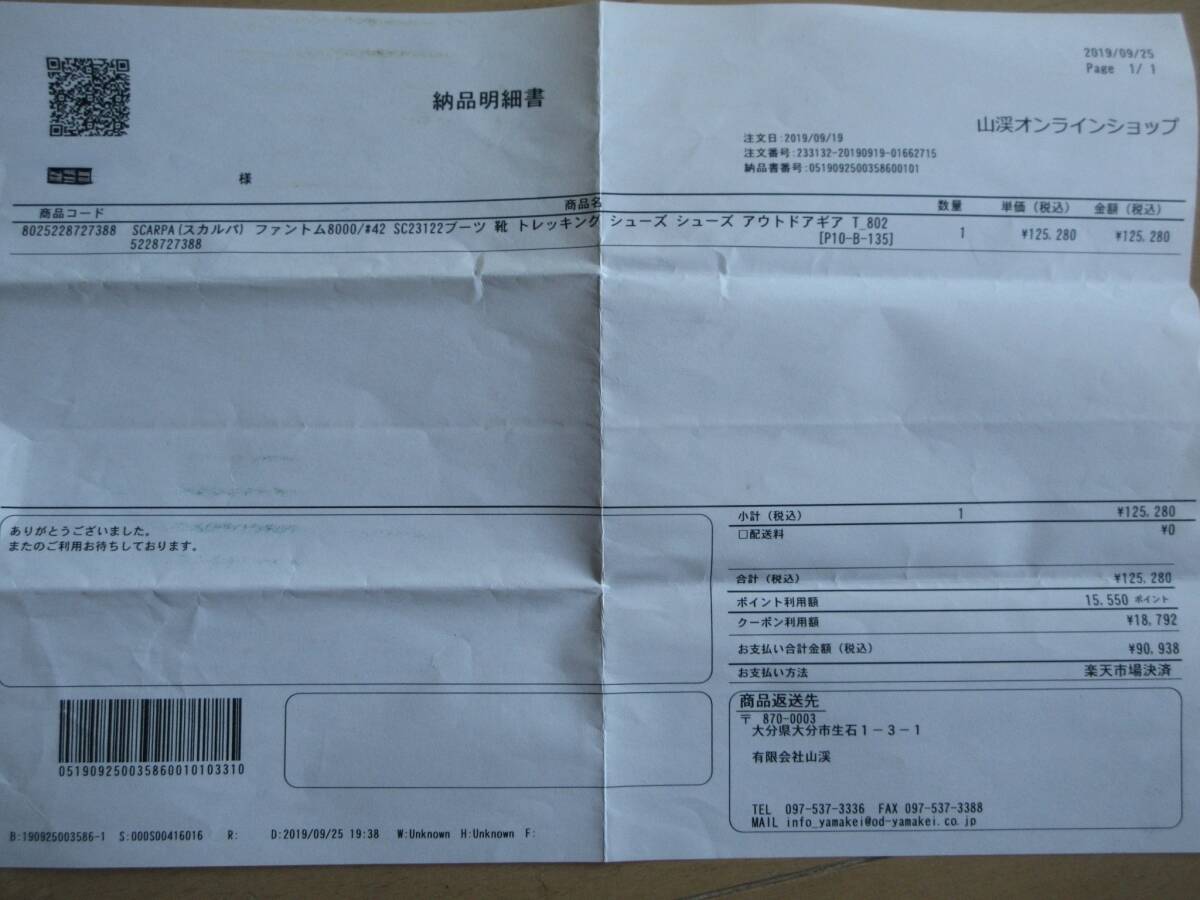 2019/09/25
Page 1/ 1
納品明細書
山渓オンラインショップ
注文日:2019/09/19
注文番号:233132-20190919-01662715
納品書番号:0519092500358600101
様
商品コード 商品名 数量 単価(税込) 金額(税込)
8025228727388 SCARPA(スカルパ) ファントム8000/#42 SC23122ブーツ 靴 トレッキング シューズ シューズ アウトドアギア T_802 1 ¥125,280 ¥125,280
5228727388 [P10-B-135]
小計(税込) 1 ¥125,280
□配送料 ¥0
ありがとうございました。
またのご利用お待ちしております。
合計(税込) ¥125,280
ポイント利用額 15,550 ポイント
クーポン利用額 ¥18,792
お支払い合計金額(税込) ¥90,938
お支払い方法 楽天市場決済
商品返送先
〒 870-0003
大分県大分市生石1-3-1
有限会社山渓
TEL 097-537-3336 FAX 097-537-3388
MAIL info_yamakei@od-yamakei.co.jp
051909250035860010103310
B:190925003586-1 S:000S00416016 R: D:2019/09/25 19:38 W:Unknown H:Unknown F: